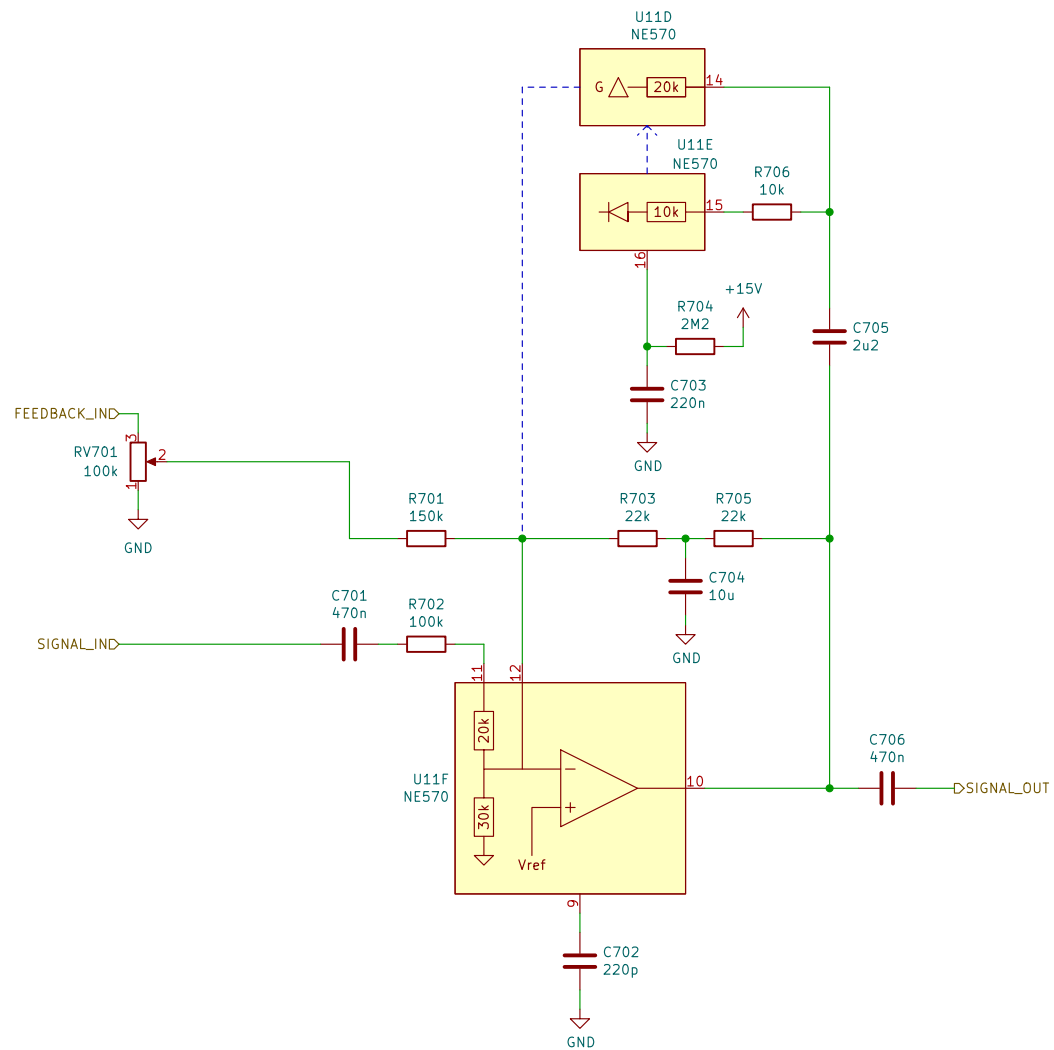 U11D
NE570
G
20k
14
U11E
NE570
10k
15
16
R706
10k
+15V
R704
2M2
C705
2u2
C703
220n
GND
FEEDBACK_IN
3
RV701
100k
2
1
GND
R701
150k
R703
22k
R705
22k
C704
10u
GND
C701
470n
R702
100k
SIGNAL_IN
11
12
20k
U11F
NE570
30k
Vref
10
C706
470n
SIGNAL_OUT
9
C702
220p
GND